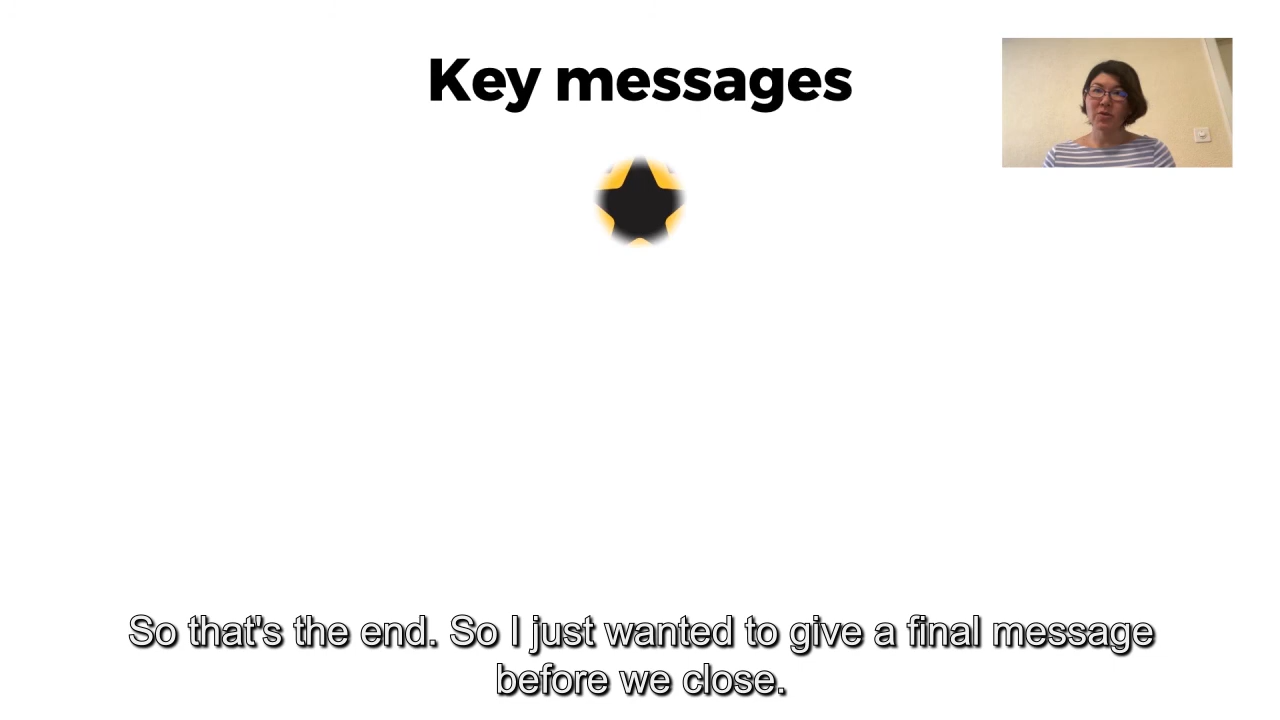 Key messages
So that's the end. So I just wanted to give a final message
before we close.